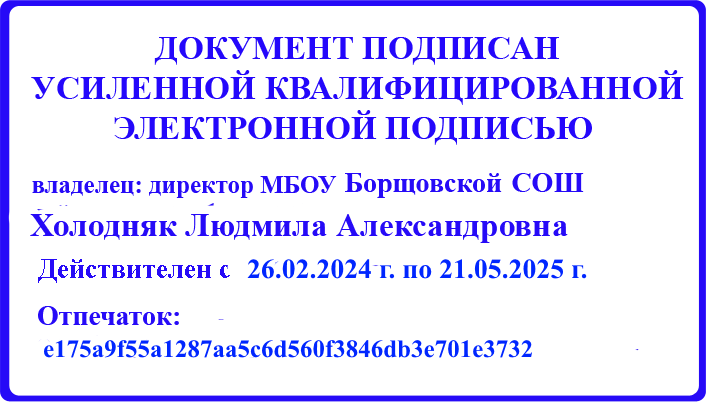 ДОКУМЕНТ ПОДПИСАН
УСИЛЕННОЙ КВАЛИФИЦИРОВАННОЙ
ЭЛЕКТРОННОЙ ПОДПИСЬЮ
владелец: директор МБОУ Борщовской СОШ
Холодняк Людмила Александровна
Действителен с 26.02.2024 г. по 21.05.2025 г.
Отпечаток:
e175a9f55a1287aa5c6d560f3846db3e701e3732